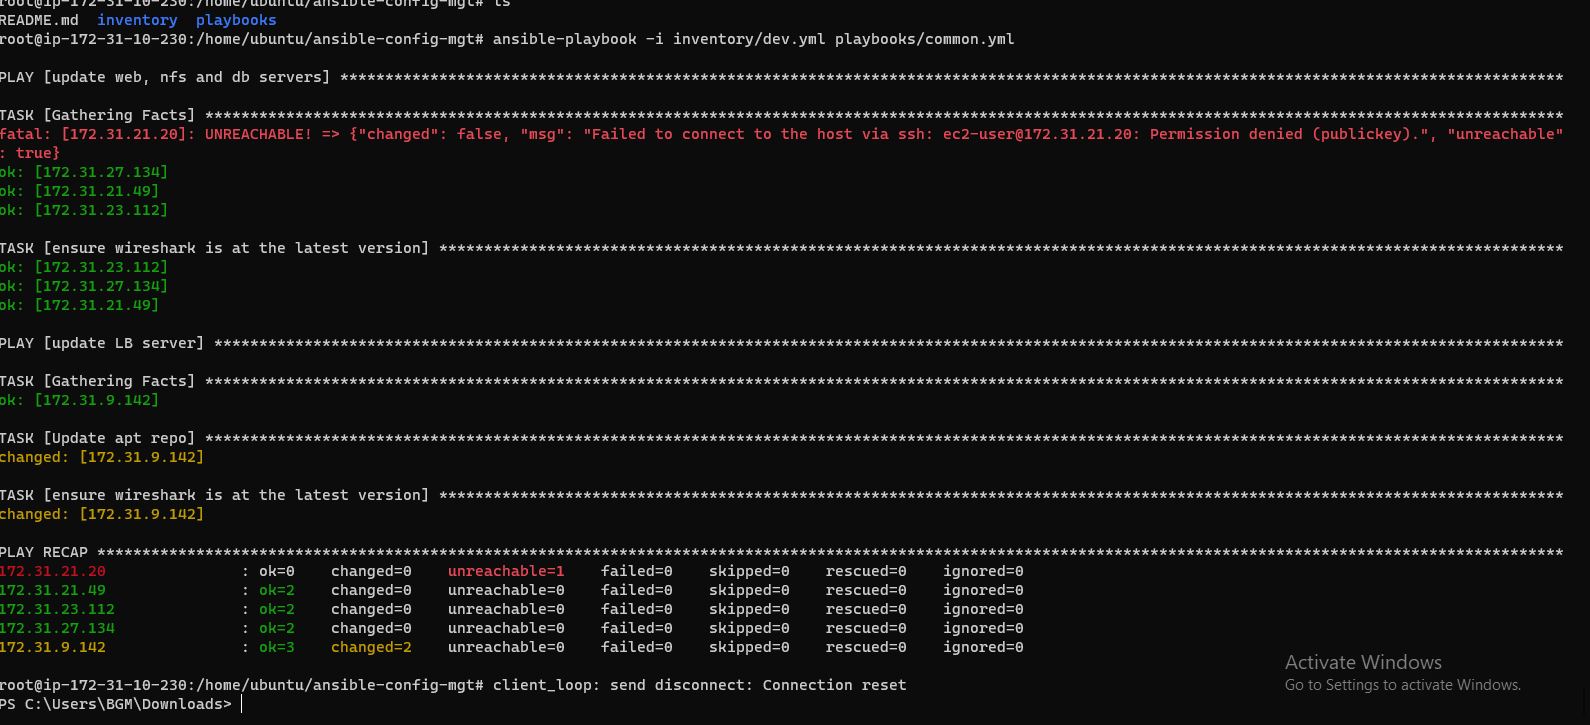 root@ip-172-31-10-230:/home/ubuntu/ansible-config-mgt# ls
README.md  inventory  playbooks
root@ip-172-31-10-230:/home/ubuntu/ansible-config-mgt# ansible-playbook -i inventory/dev.yml playbooks/common.yml
PLAY [update web, nfs and db servers] ****************************************************************************************************************************************
TASK [Gathering Facts] *******************************************************************************************************************************************************
fatal: [172.31.21.20]: UNREACHABLE! => {"changed": false, "msg": "Failed to connect to the host via ssh: ec2-user@172.31.21.20: Permission denied (publickey).", "unreachable"
: true}
ok: [172.31.27.134]
ok: [172.31.21.49]
ok: [172.31.23.112]
TASK [ensure wireshark is at the latest version] *****************************************************************************************************************************
ok: [172.31.23.112]
ok: [172.31.27.134]
ok: [172.31.21.49]
PLAY [update LB server] ******************************************************************************************************************************************************
TASK [Gathering Facts] *******************************************************************************************************************************************************
ok: [172.31.9.142]
TASK [Update apt repo] *******************************************************************************************************************************************************
changed: [172.31.9.142]
TASK [ensure wireshark is at the latest version] *****************************************************************************************************************************
changed: [172.31.9.142]
PLAY RECAP *******************************************************************************************************************************************************************
172.31.21.20               : ok=0    changed=0    unreachable=1    failed=0    skipped=0    rescued=0    ignored=0
172.31.21.49               : ok=2    changed=0    unreachable=0    failed=0    skipped=0    rescued=0    ignored=0
172.31.23.112              : ok=2    changed=0    unreachable=0    failed=0    skipped=0    rescued=0    ignored=0
172.31.27.134              : ok=2    changed=0    unreachable=0    failed=0    skipped=0    rescued=0    ignored=0
172.31.9.142               : ok=3    changed=2    unreachable=0    failed=0    skipped=0    rescued=0    ignored=0
root@ip-172-31-10-230:/home/ubuntu/ansible-config-mgt# client_loop: send disconnect: Connection reset
PS C:\Users\BGM\Downloads>
Activate Windows
Go to Settings to activate Windows.